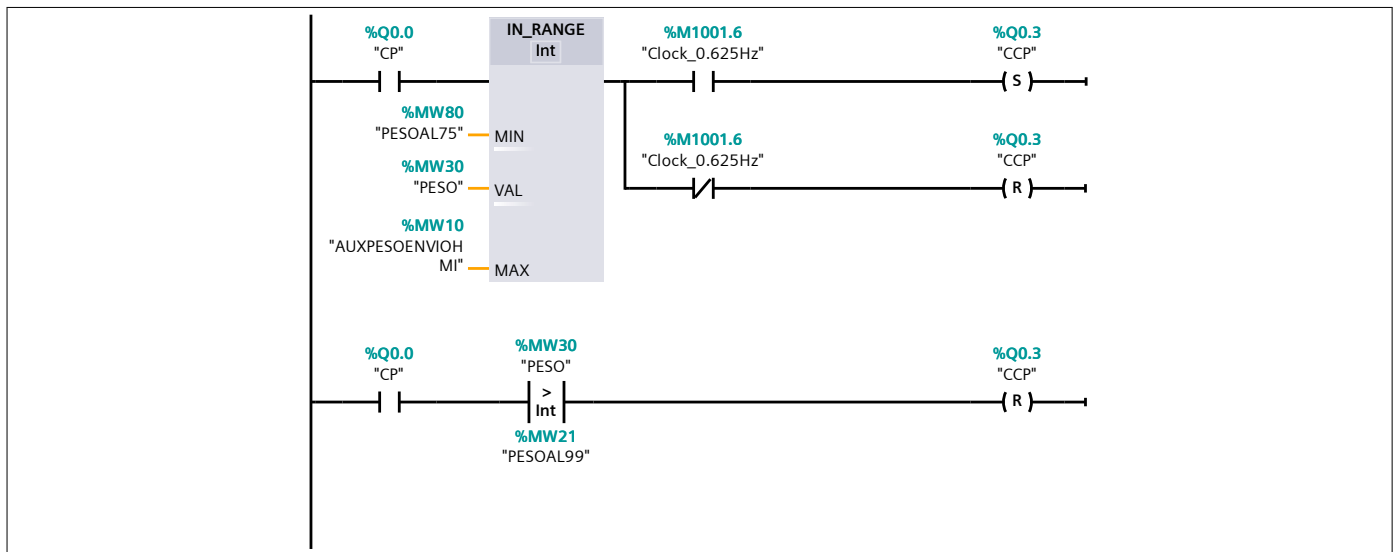 %Q0.0
"CP"
IN_RANGE
Int
%M1001.6
"Clock_0.625Hz"
%Q0.3
"CCP"
S
%MW80
"PESOAL75"
MIN
%MW30
"PESO"
VAL
%MW10
"AUXPESOENVIOH
MI"
MAX
%M1001.6
"Clock_0.625Hz"
%Q0.3
"CCP"
R
%Q0.0
"CP"
%MW30
"PESO"
>
Int
%MW21
"PESOAL99"
%Q0.3
"CCP"
R